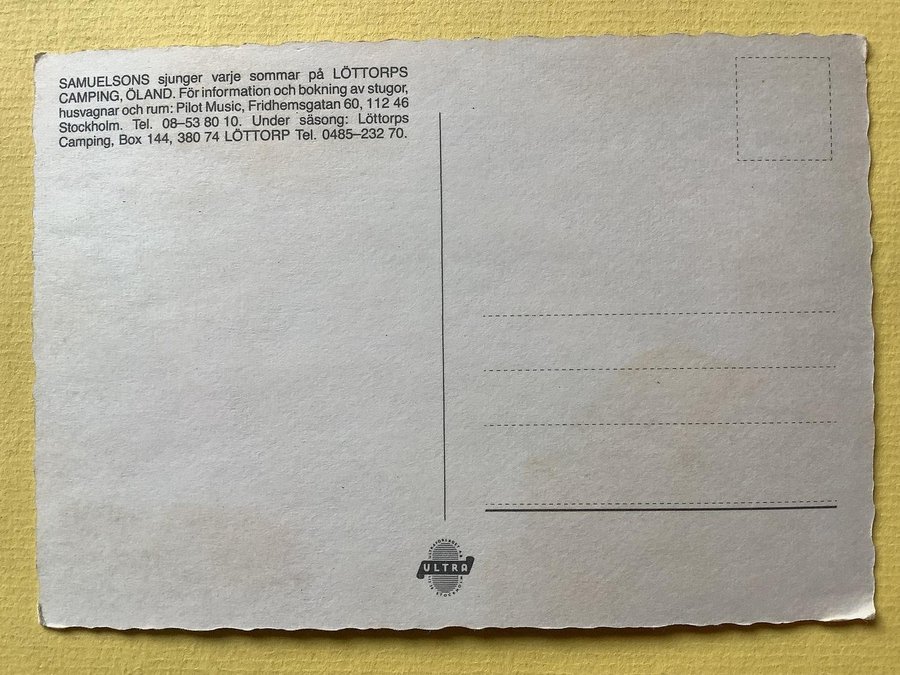 SAMUELSONS sjunger varje sommar på LÖTTORPS
CAMPING, ÖLAND. För information och bokning av stugor,
husvagnar och rum: Pilot Music, Fridhemsgatan 60, 112 46
Stockholm. Tel. 08–53 80 10. Under säsong: Löttorps
Camping, Box 144, 380 74 LÖTTORP Tel. 0485–232 70.
ULTRAFÖRLAGET A.B.
ULTRA
STOCKHOLM